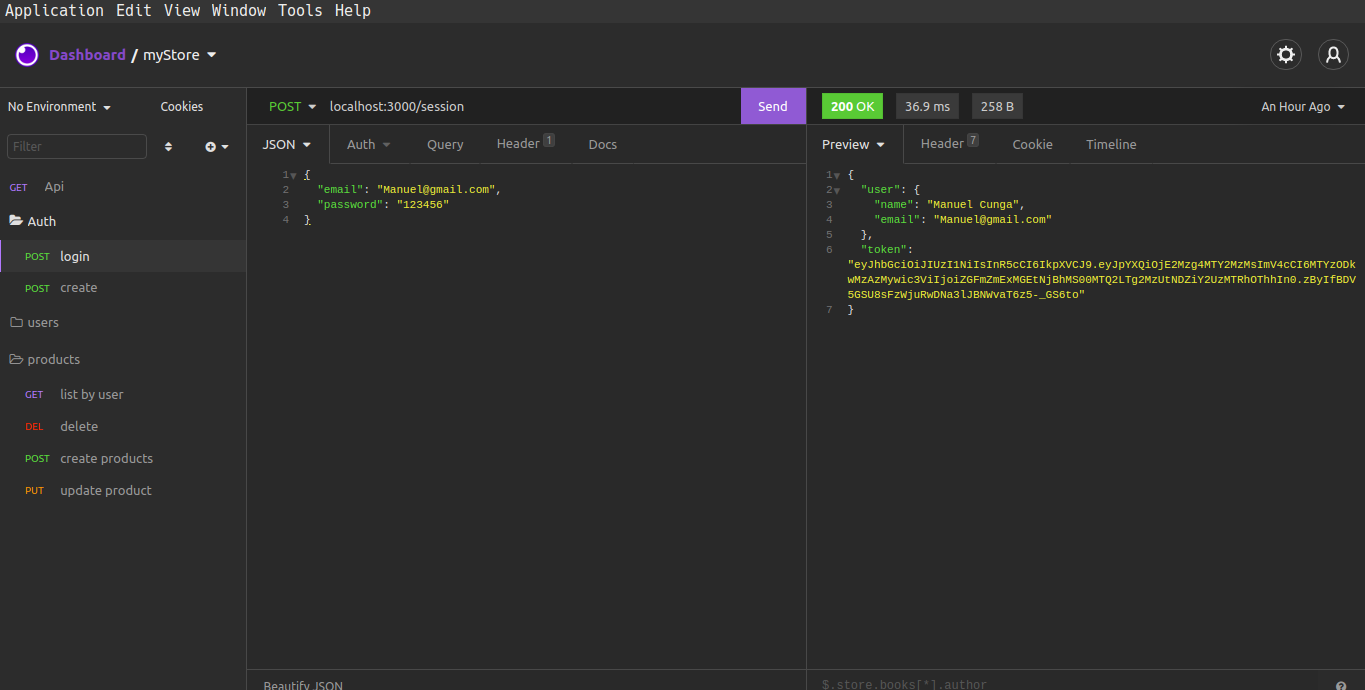 Application Edit View Window Tools Help
Dashboard / myStore
No Environment Cookies
POST localhost:3000/session Send
200 OK 36.9 ms 258 B An Hour Ago
Filter
JSON Auth Query Header 1 Docs
Preview Header 7 Cookie Timeline
GET Api
Auth
POST login
POST create
users
products
GET list by user
DEL delete
POST create products
PUT update product
1 {
2 "email": "Manuel@gmail.com",
3 "password": "123456"
4 }
1 {
2 "user": {
3 "name": "Manuel Cunga",
4 "email": "Manuel@gmail.com"
5 },
6 "token":
"eyJhbGciOiJIUzI1NiIsInR5cCI6IkpXVCJ9.eyJpYXQiOjE2Mzg4MTY2MzMsImV4cCI6MTYzODk
wMzAzMywic3ViIjoiZGFmZmExMGEtNjBhMS00MTQ2LTg2MzUtNDZiY2UzMTRhOThhIn0.zByIfBDV
5GSU8sFzWjuRwDNa3lJBNWvaT6z5-_GS6to"
7 }
Beautify JSON
$.store.books[*].author